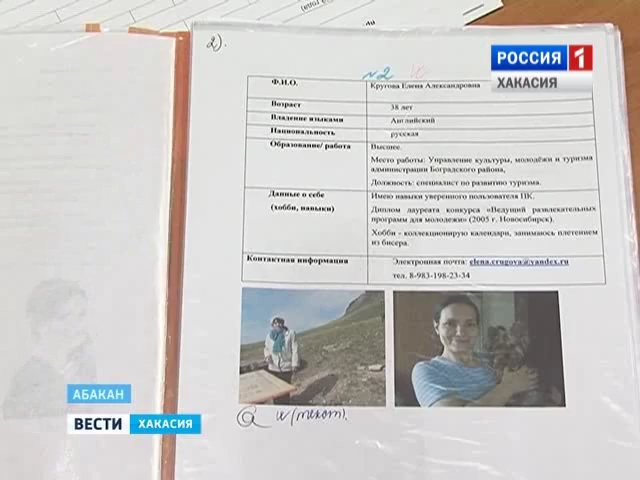 2).
РОССИЯ 1
ХАКАСИЯ
№2
Ф.И.О. Кругова Елена Александровна
Возраст 38 лет
Владение языками Английский
Национальность русская
Образование/ работа Высшее.
Место работы: Управление культуры, молодёжи и туризма
администрации Боградского района,
Должность: специалист по развитию туризма.
Данные о себе Имею навыки уверенного пользователя ПК.
(хобби, навыки) Диплом лауреата конкурса «Ведущий развлекательных
программ для молодежи» (2005 г. Новосибирск).
Хобби - коллекционирую календари, занимаюсь плетением
из бисера.
Контактная информация Электронная почта: elena.crugova@yandex.ru
тел. 8-983-198-23-34
АБАКАН
ВЕСТИ ХАКАСИЯ